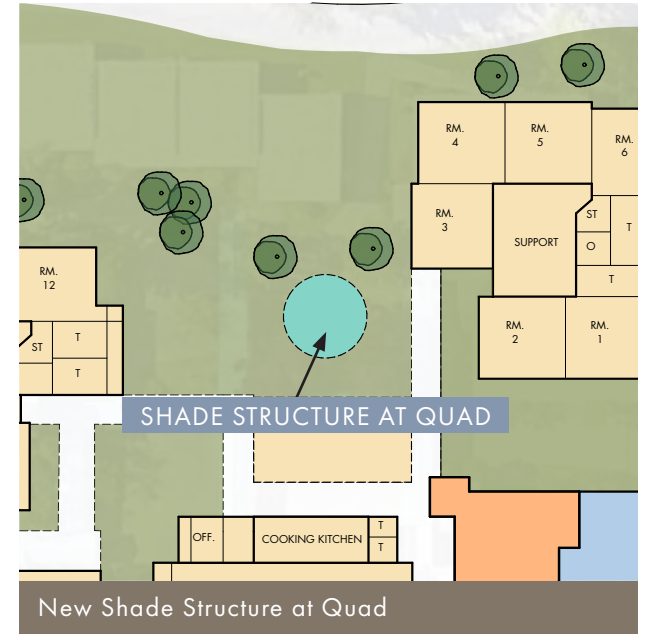 RM.
4
RM.
5
RM.
6
RM.
3
SUPPORT
ST
T
O
T
RM.
12
RM.
2
RM.
1
ST
T
T
SHADE STRUCTURE AT QUAD
OFF.
COOKING KITCHEN
T
T
New Shade Structure at Quad